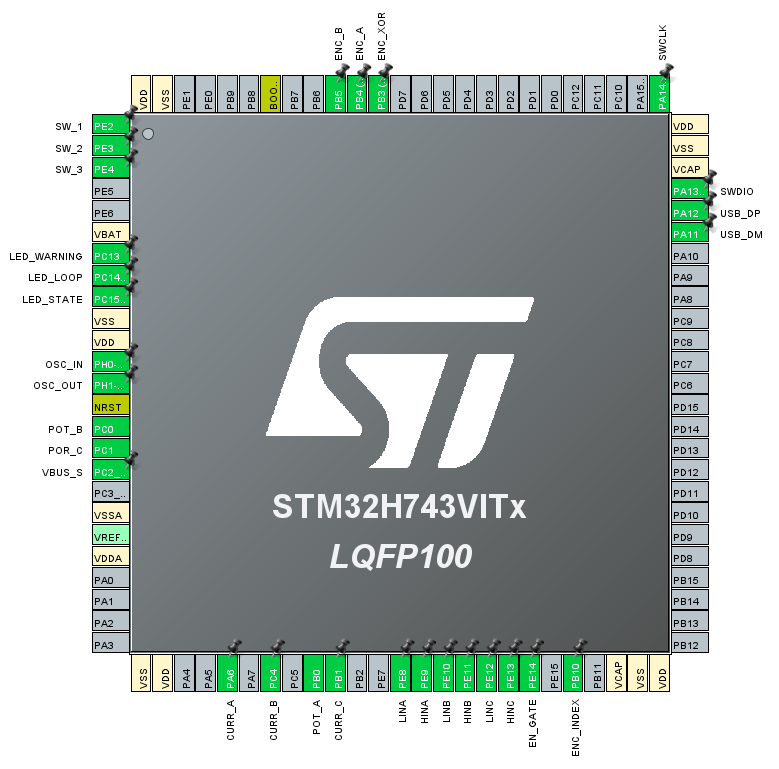 ENC_B
ENC_A
ENC_XOR
SWCLK
VDD
VSS
PE1
PE0
PB9
PB8
BOO..
PB7
PB6
PB5
PB4 (..
PB3 (..
PD7
PD6
PD5
PD4
PD3
PD2
PD1
PD0
PC12
PC11
PC10
PA15..
PA14..
SW_1 PE2
SW_2 PE3
SW_3 PE4
PE5
PE6
VBAT
LED_WARNING PC13
LED_LOOP PC14..
LED_STATE PC15..
VSS
VDD
OSC_IN PH0-..
OSC_OUT PH1-..
NRST
POT_B PC0
POR_C PC1
VBUS_S PC2_..
PC3_..
VSSA
VREF..
VDDA
PA0
PA1
PA2
PA3
ST
STM32H743VITx
LQFP100
VDD
VSS
VCAP
PA13.. SWDIO
PA12 USB_DP
PA11 USB_DM
PA10
PA9
PA8
PC9
PC8
PC7
PC6
PD15
PD14
PD13
PD12
PD11
PD10
PD9
PD8
PB15
PB14
PB13
PB12
VSS
VDD
PA4
PA5
PA6
PA7
PC4
PC5
PB0
PB1
PB2
PE7
PE8
PE9
PE10
PE11
PE12
PE13
PE14
PE15
PB10
PB11
VCAP
VSS
VDD
CURR_A
CURR_B
POT_A
CURR_C
LINA
HINA
LINB
HINB
LINC
HINC
EN_GATE
ENC_INDEX